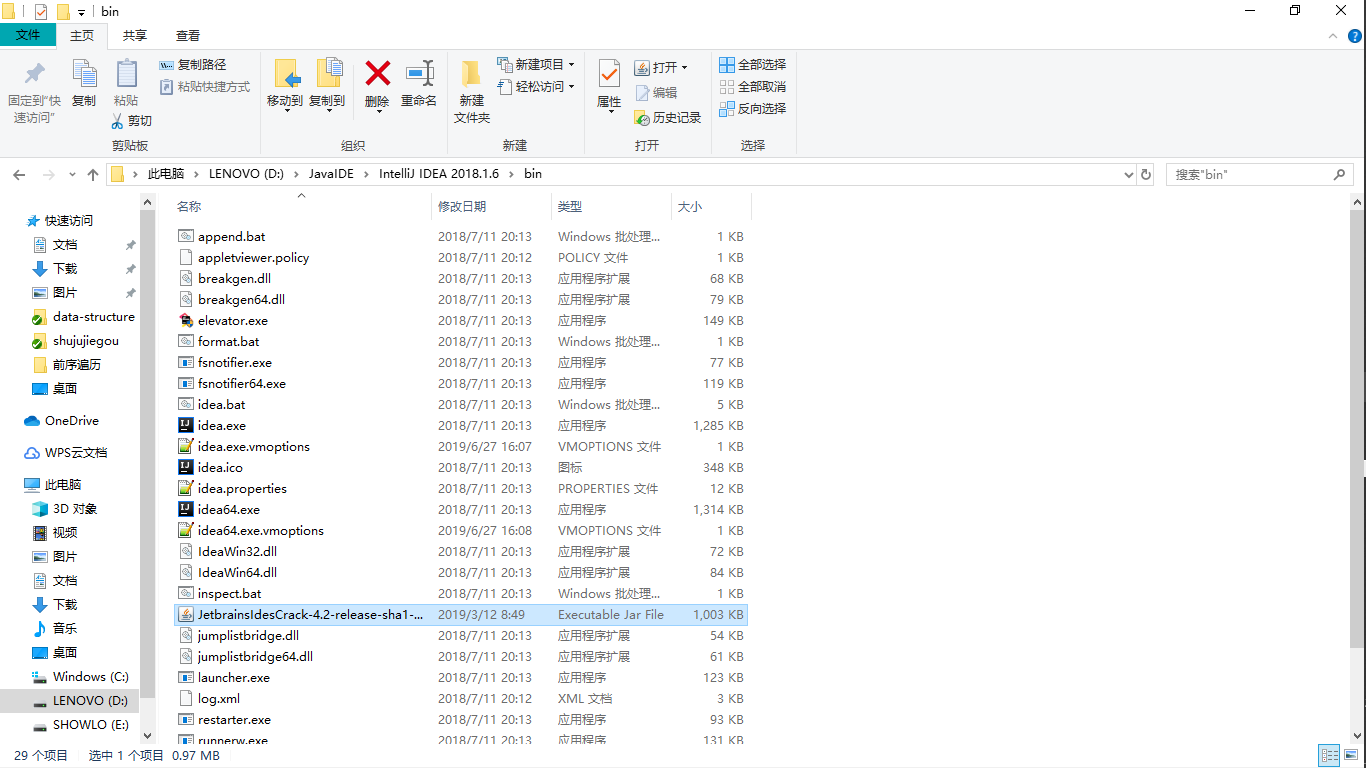 bin
文件 主页 共享 查看
固定到"快速访问"
复制
粘贴
复制路径
粘贴快捷方式
剪切
剪贴板
移动到
复制到
删除
重命名
组织
新建文件夹
新建项目
轻松访问
新建
属性
打开
编辑
历史记录
打开
全部选择
全部取消
反向选择
选择
此电脑 LENOVO (D:) JavaIDE IntelliJ IDEA 2018.1.6 bin
搜索"bin"
快速访问
文档
下载
图片
data-structure
shujujiegou
前序遍历
桌面
OneDrive
WPS云文档
此电脑
3D 对象
视频
图片
文档
下载
音乐
桌面
Windows (C:)
LENOVO (D:)
SHOWLO (E:)
名称 修改日期 类型 大小
append.bat 2018/7/11 20:13 Windows 批处理... 1 KB
appletviewer.policy 2018/7/11 20:12 POLICY 文件 1 KB
breakgen.dll 2018/7/11 20:13 应用程序扩展 68 KB
breakgen64.dll 2018/7/11 20:13 应用程序扩展 79 KB
elevator.exe 2018/7/11 20:13 应用程序 149 KB
format.bat 2018/7/11 20:13 Windows 批处理... 1 KB
fsnotifier.exe 2018/7/11 20:13 应用程序 77 KB
fsnotifier64.exe 2018/7/11 20:13 应用程序 119 KB
idea.bat 2018/7/11 20:13 Windows 批处理... 5 KB
idea.exe 2018/7/11 20:13 应用程序 1,285 KB
idea.exe.vmoptions 2019/6/27 16:07 VMOPTIONS 文件 1 KB
idea.ico 2018/7/11 20:13 图标 348 KB
idea.properties 2018/7/11 20:13 PROPERTIES 文件 12 KB
idea64.exe 2018/7/11 20:13 应用程序 1,314 KB
idea64.exe.vmoptions 2019/6/27 16:08 VMOPTIONS 文件 1 KB
IdeaWin32.dll 2018/7/11 20:13 应用程序扩展 72 KB
IdeaWin64.dll 2018/7/11 20:13 应用程序扩展 84 KB
inspect.bat 2018/7/11 20:13 Windows 批处理... 1 KB
JetbrainsIdesCrack-4.2-release-sha1-... 2019/3/12 8:49 Executable Jar File 1,003 KB
jumplistbridge.dll 2018/7/11 20:13 应用程序扩展 54 KB
jumplistbridge64.dll 2018/7/11 20:13 应用程序扩展 61 KB
launcher.exe 2018/7/11 20:13 应用程序 123 KB
log.xml 2018/7/11 20:12 XML 文档 3 KB
restarter.exe 2018/7/11 20:13 应用程序 93 KB
runnerw.exe 2018/7/11 20:13 应用程序 131 KB
29 个项目 选中 1 个项目 0.97 MB